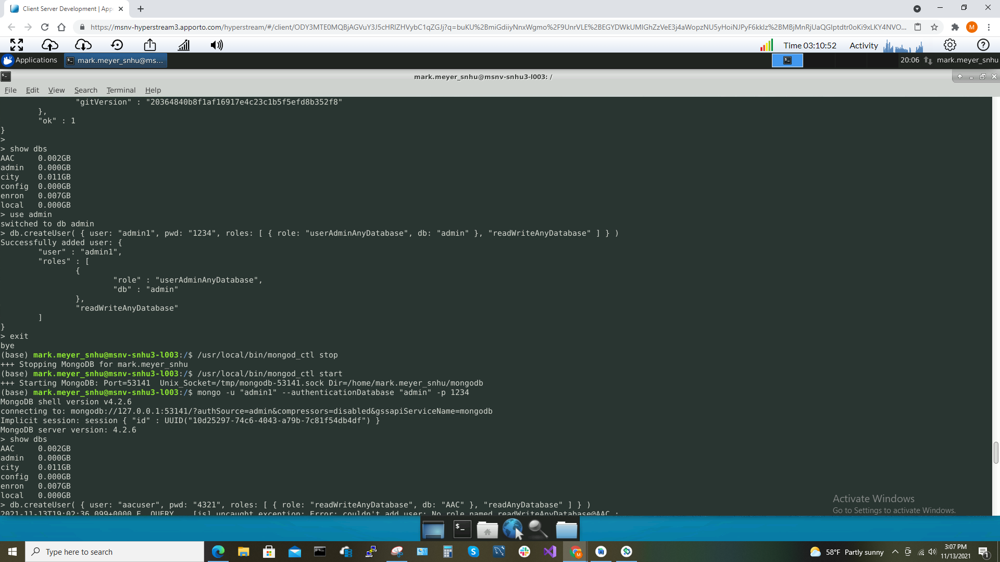 Client Server Development | App
https://msnv-hyperstream3.apporto.com/hyperstream/#/client/ODY3MTE0MQBjAGVuY3J5cHRlZHVybC1qZGJj?q=buKU%2BmiGdiiyNnxWgmo%2F9UnrVLE%2BEGYDWkUMIGhZzVeE3j4aWopzNU5yHoiNJPyF6kklz%2BMBjMnRjUaQGlptdtr0oKi9xLKY4NVO...
M
Time 03:10:52 Activity
Applications mark.meyer_snhu@ms... 20:06 mark.meyer_snhu
mark.meyer_snhu@msnv-snhu3-l003: /
File Edit View Search Terminal Help
"gitVersion" : "20364840b8f1af16917e4c23c1b5f5efd8b352f8"
},
"ok" : 1
}
>
> show dbs
AAC 0.002GB
admin 0.000GB
city 0.011GB
config 0.000GB
enron 0.007GB
local 0.000GB
> use admin
switched to db admin
> db.createUser( { user: "admin1", pwd: "1234", roles: [ { role: "userAdminAnyDatabase", db: "admin" }, "readWriteAnyDatabase" ] } )
Successfully added user: {
"user" : "admin1",
"roles" : [
{
"role" : "userAdminAnyDatabase",
"db" : "admin"
},
"readWriteAnyDatabase"
]
}
> exit
bye
(base) mark.meyer_snhu@msnv-snhu3-l003:/$ /usr/local/bin/mongod_ctl stop
+++ Stopping MongoDB for mark.meyer_snhu
(base) mark.meyer_snhu@msnv-snhu3-l003:/$ /usr/local/bin/mongod_ctl start
+++ Starting MongoDB: Port=53141 Unix_Socket=/tmp/mongodb-53141.sock Dir=/home/mark.meyer_snhu/mongodb
(base) mark.meyer_snhu@msnv-snhu3-l003:/$ mongo -u "admin1" --authenticationDatabase "admin" -p 1234
MongoDB shell version v4.2.6
connecting to: mongodb://127.0.0.1:53141/?authSource=admin&compressors=disabled&gssapiServiceName=mongodb
Implicit session: session { "id" : UUID("10d25297-74c6-4043-a79b-7c81f54db4df") }
MongoDB server version: 4.2.6
> show dbs
AAC 0.002GB
admin 0.000GB
city 0.011GB
config 0.000GB
enron 0.007GB
local 0.000GB
> db.createUser( { user: "aacuser", pwd: "4321", roles: [ { role: "readWriteAnyDatabase", db: "AAC" }, "readAnyDatabase" ] } )
2021-11-13T19:02:36.099+0000 E QUERY [js] uncaught exception: Error: couldn't add user: No role named readWriteAnyDatabase@AAC :
Activate Windows
Go to Settings to activate Windows.
Type here to search
58°F Partly sunny
3:07 PM
11/13/2021
1